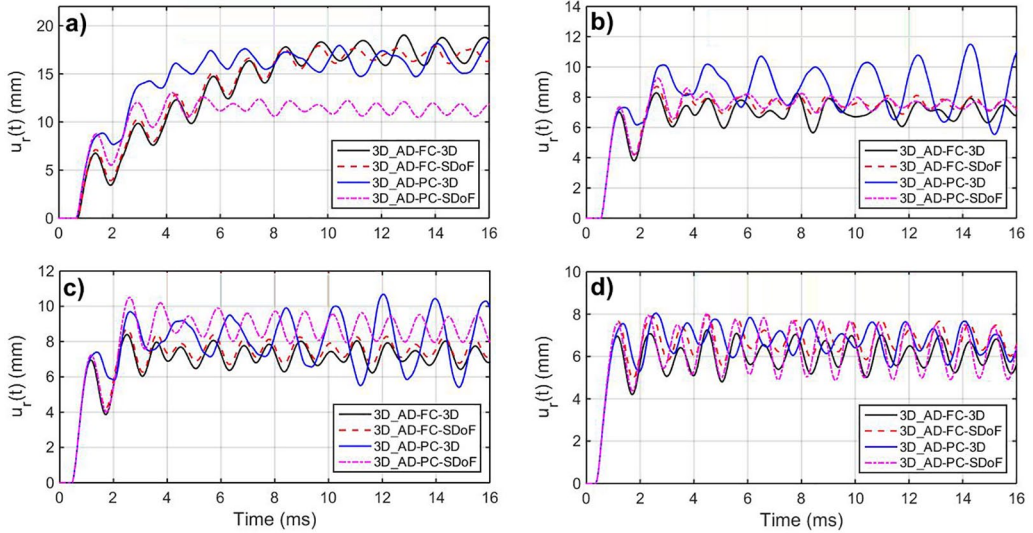 a)
u_r(t) (mm)
20
15
10
5
0
0 2 4 6 8 10 12 14 16
3D_AD-FC-3D
3D_AD-FC-SDoF
3D_AD-PC-3D
3D_AD-PC-SDoF
b)
u_r(t) (mm)
14
12
10
8
6
4
2
0
0 2 4 6 8 10 12 14 16
3D_AD-FC-3D
3D_AD-FC-SDoF
3D_AD-PC-3D
3D_AD-PC-SDoF
c)
u_r(t) (mm)
12
10
8
6
4
2
0
0 2 4 6 8 10 12 14 16
Time (ms)
3D_AD-FC-3D
3D_AD-FC-SDoF
3D_AD-PC-3D
3D_AD-PC-SDoF
d)
u_r(t) (mm)
10
8
6
4
2
0
0 2 4 6 8 10 12 14 16
Time (ms)
3D_AD-FC-3D
3D_AD-FC-SDoF
3D_AD-PC-3D
3D_AD-PC-SDoF